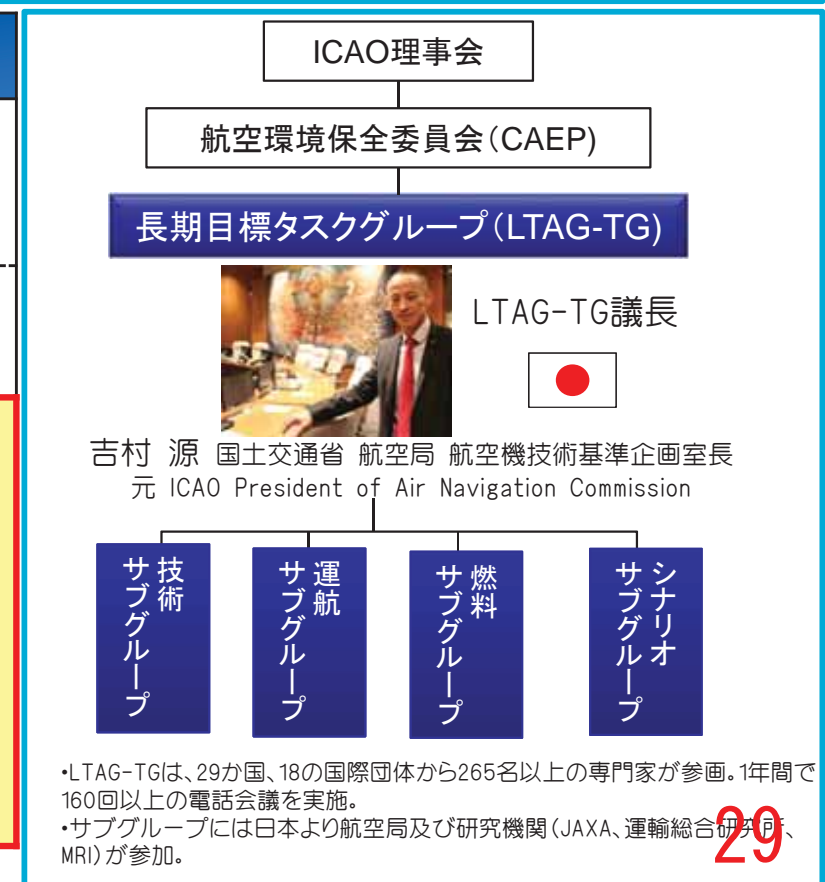 ICAO理事会
航空環境保全委員会(CAEP)
長期目標タスクグループ(LTAG-TG)
LTAG-TG議長
吉村 源 国土交通省 航空局 航空機技術基準企画室長
元 ICAO President of Air Navigation Commission
技術
サブグループ
運航
サブグループ
燃料
サブグループ
シナリオ
サブグループ
•LTAG-TGは、29か国、18の国際団体から265名以上の専門家が参画。1年間で
160回以上の電話会議を実施。
•サブグループには日本より航空局及び研究機関(JAXA、運輸総合研究所、
MRI)が参加。
29